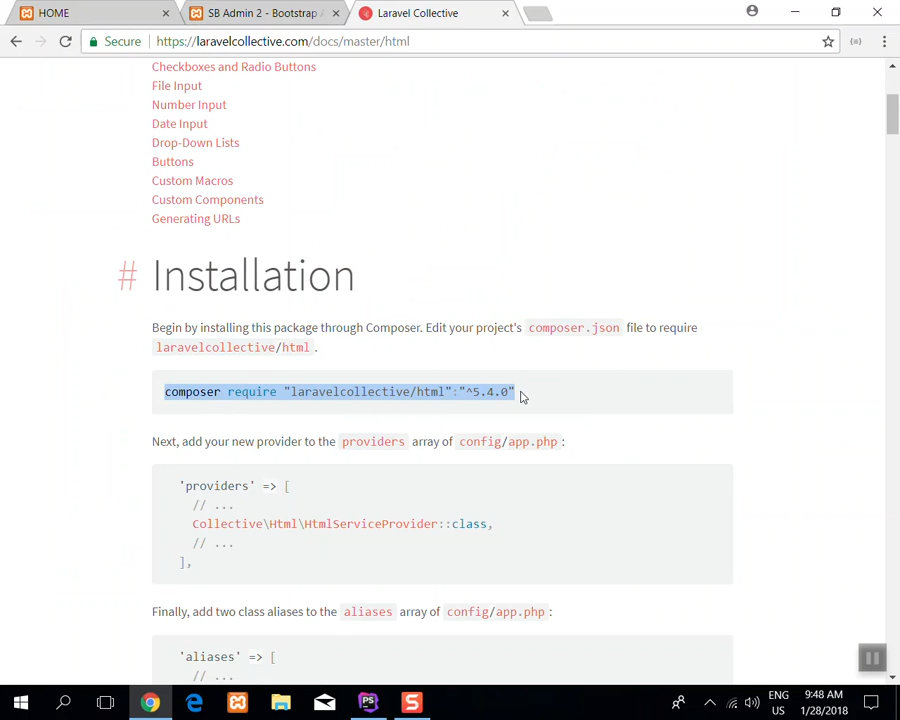 HOME
SB Admin 2 - Bootstrap A
Laravel Collective
Secure
https://laravelcollective.com/docs/master/html
Checkboxes and Radio Buttons
File Input
Number Input
Date Input
Drop-Down Lists
Buttons
Custom Macros
Custom Components
Generating URLs
# Installation
Begin by installing this package through Composer. Edit your project's composer.json file to require
laravelcollective/html .
composer require "laravelcollective/html":"^5.4.0"
Next, add your new provider to the providers array of config/app.php :
'providers' => [
// ...
Collective\Html\HtmlServiceProvider::class,
// ...
],
Finally, add two class aliases to the aliases array of config/app.php :
'aliases' => [
// ...
ENG
US
9:48 AM
1/28/2018